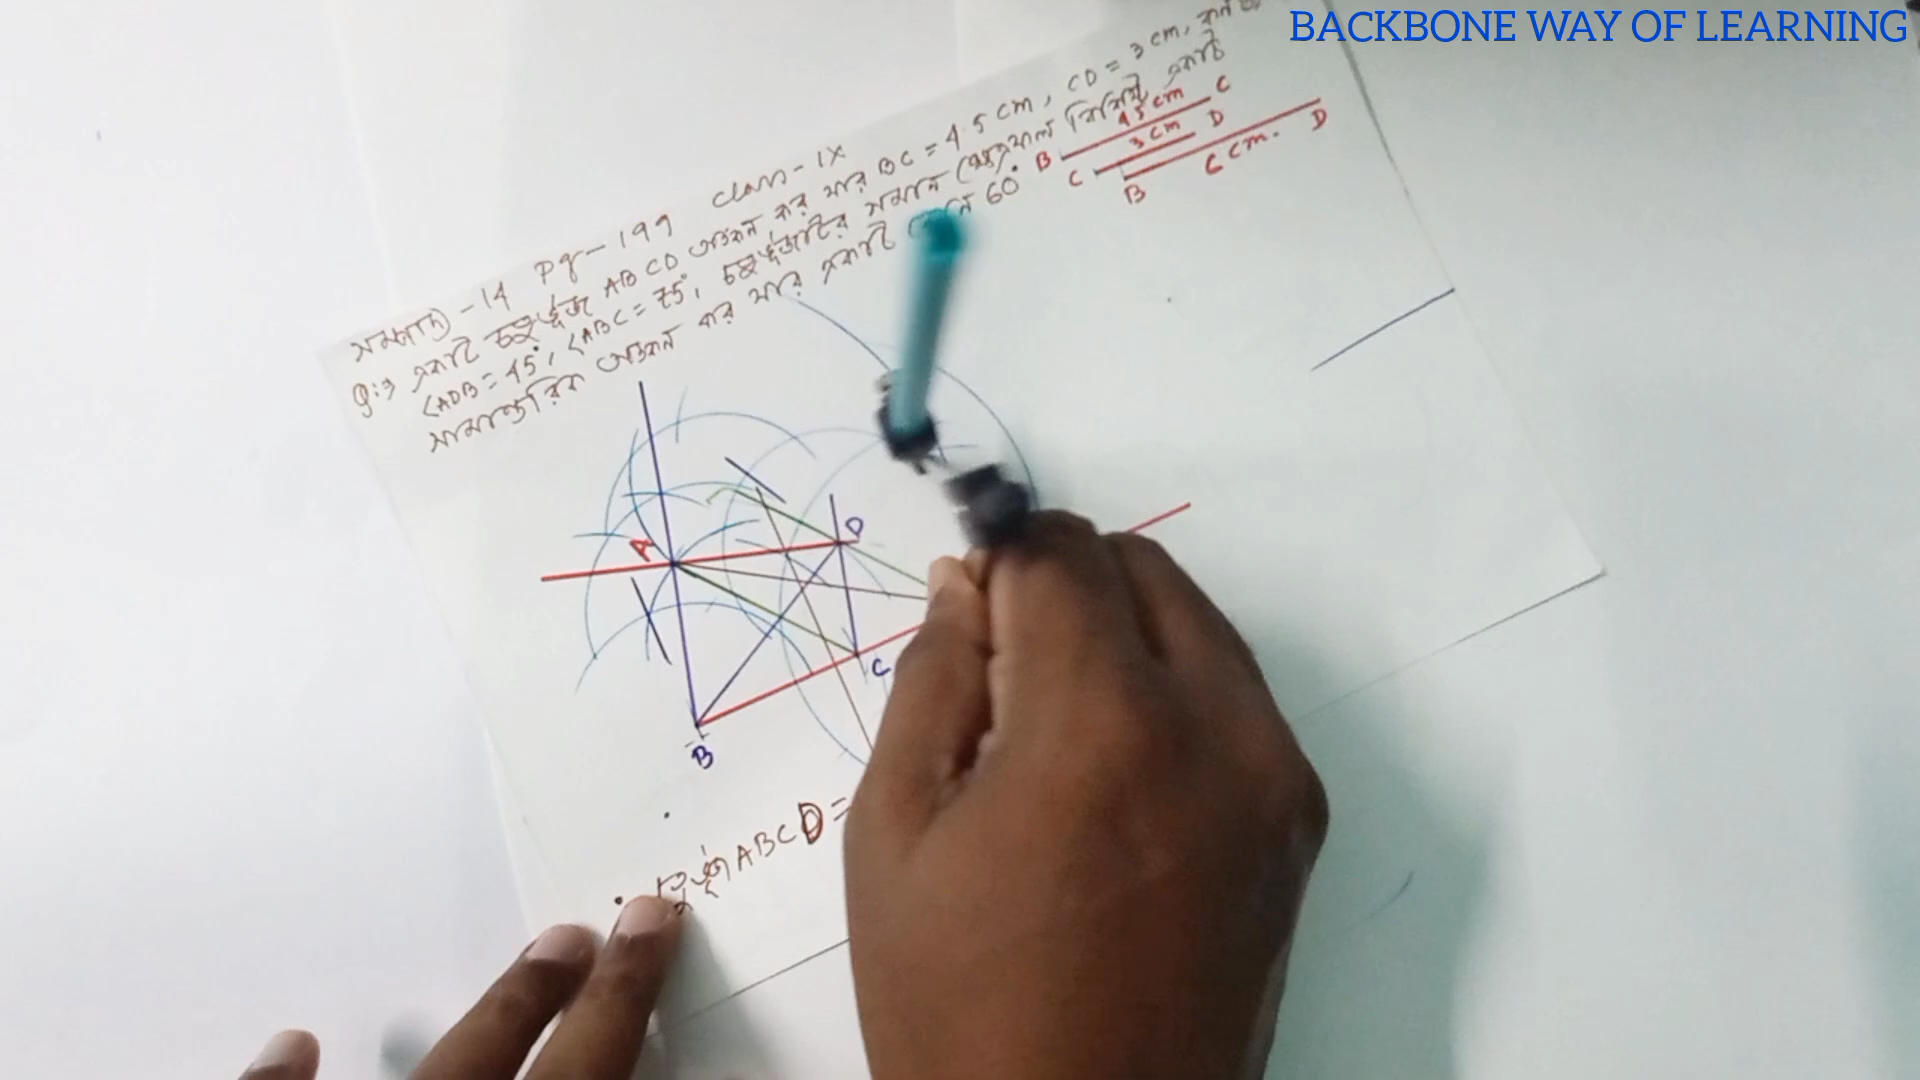 BACKBONE WAY OF LEARNING
সম্পাদ্য-14 pg-199 class-IX
Q:3 একটি চতুর্ভুজ ABCD অঙ্কন কর যার BC = 4.5 cm, CD = 3 cm,
∠ADB = 45°, ∠ABC = 75°, চতুর্ভুজটির সমান ক্ষেত্রফল বিশিষ্ট একটি
সামান্তরিক অঙ্কন কর যার একটি 60°
B 4.5 cm C
C 3 cm D
B 6 cm. D
A
D
C
B
ABCD =